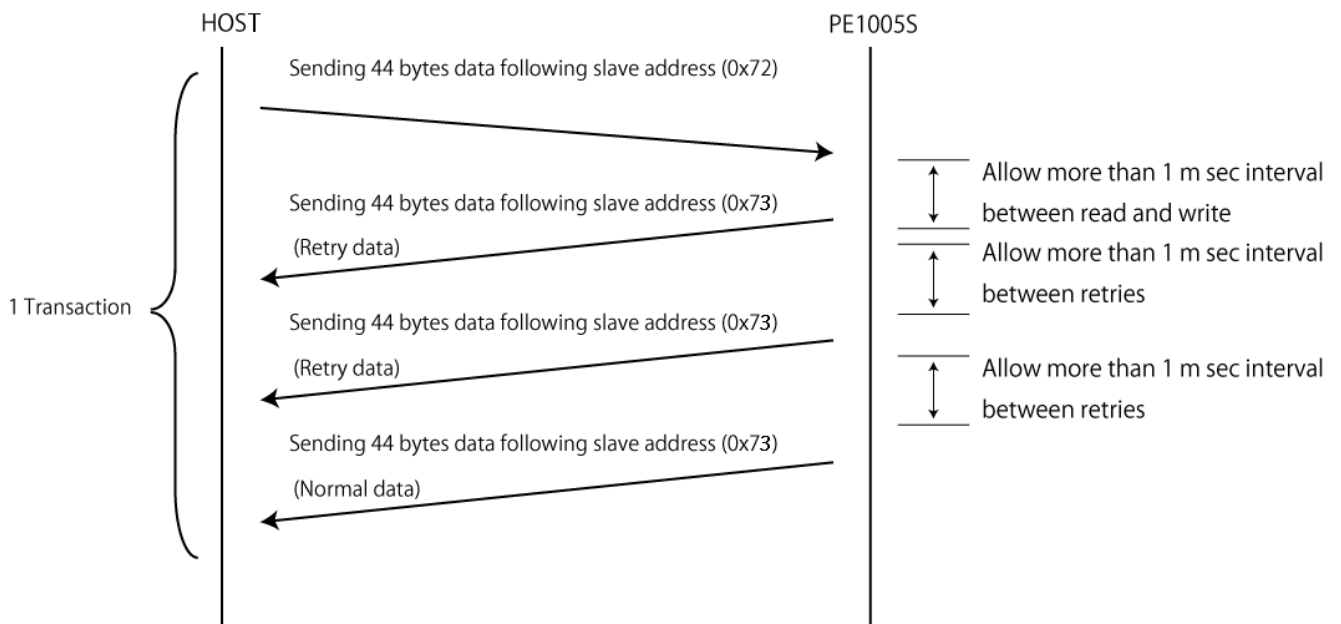 HOST
PE1005S
Sending 44 bytes data following slave address (0x72)
Allow more than 1 m sec interval
between read and write
Sending 44 bytes data following slave address (0x73)
(Retry data)
Allow more than 1 m sec interval
between retries
1 Transaction
Sending 44 bytes data following slave address (0x73)
(Retry data)
Allow more than 1 m sec interval
between retries
Sending 44 bytes data following slave address (0x73)
(Normal data)